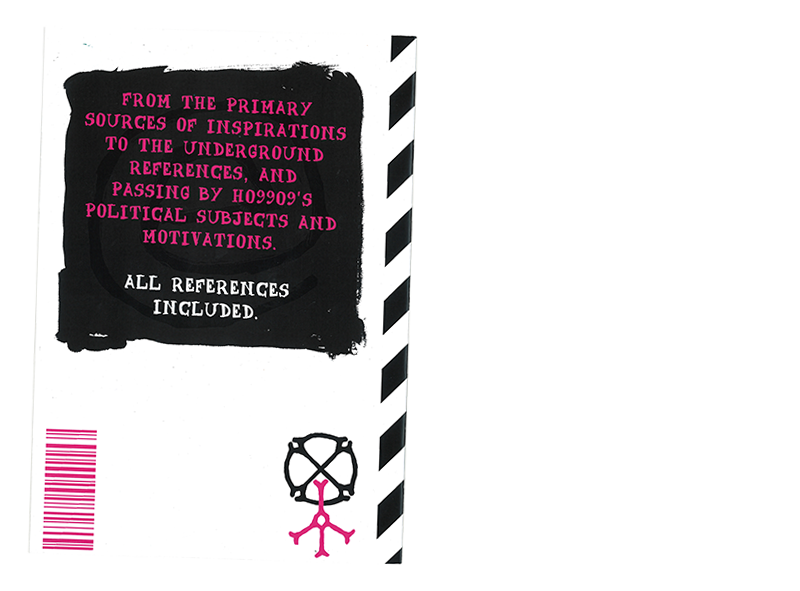 FROM THE PRIMARY
SOURCES OF INSPIRATIONS
TO THE UNDERGROUND
REFERENCES, AND
PASSING BY HO9909'S
POLITICAL SUBJECTS AND
MOTIVATIONS.
ALL REFERENCES
INCLUDED.